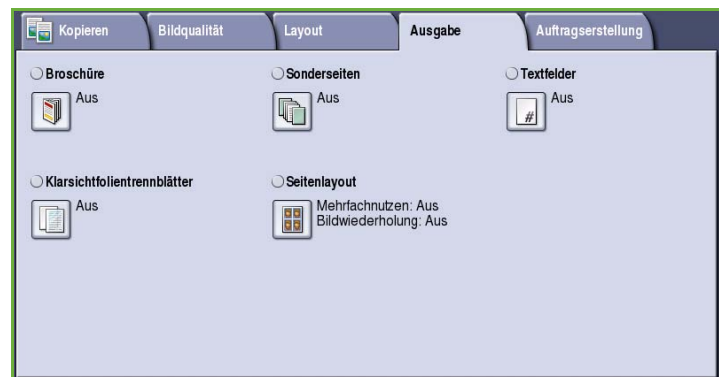 Kopieren
Bildqualität
Layout
Ausgabe
Auftragserstellung
Broschüre
Aus
Sonderseiten
Aus
Textfelder
#
Aus
Klarsichtfolientrennblätter
Aus
Seitenlayout
Mehrfachnutzen: Aus
Bildwiederholung: Aus